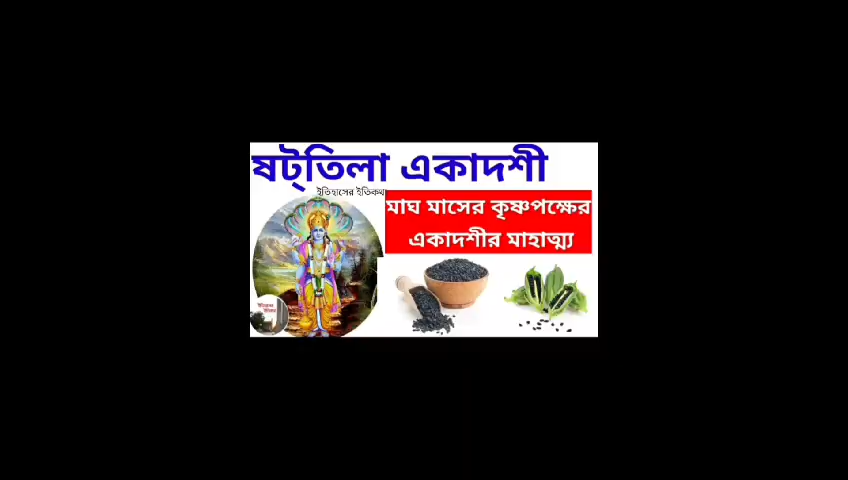 ষট্‌তিলা একাদশী
ইতিহাসের ইতিকথা
মাঘ মাসের কৃষ্ণপক্ষের
একাদশীর মাহাত্ম্য